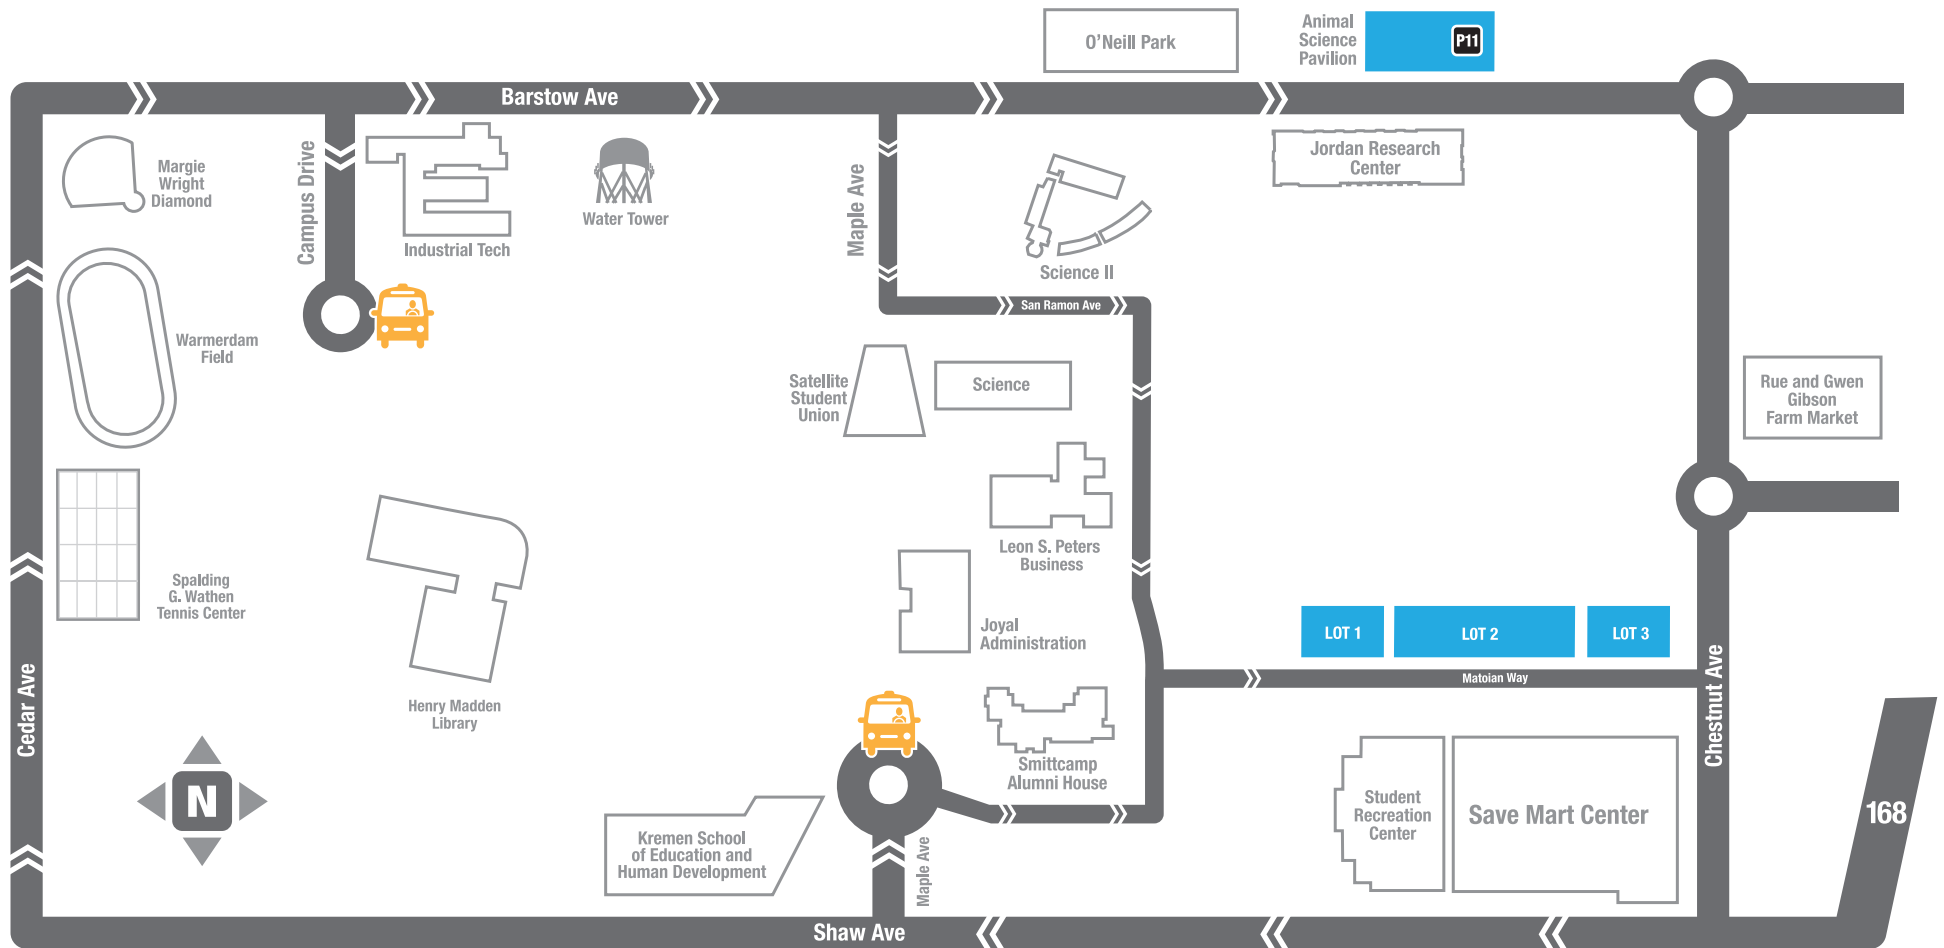 O'Neill Park
Animal
Science
Pavilion
P11
Barstow Ave
Margie
Wright
Diamond
Campus Drive
Industrial Tech
Water Tower
Maple Ave
Science II
Jordan Research
Center
San Ramon Ave
Warmerdam
Field
Satellite
Student
Union
Science
Rue and Gwen
Gibson
Farm Market
Leon S. Peters
Business
Spalding
G. Wathen
Tennis Center
Joyal
Administration
LOT 1
LOT 2
LOT 3
Matoian Way
Cedar Ave
Henry Madden
Library
Chestnut Ave
Smittcamp
Alumni House
N
Student
Recreation
Center
Save Mart Center
168
Kremen School
of Education and
Human Development
Maple Ave
Shaw Ave